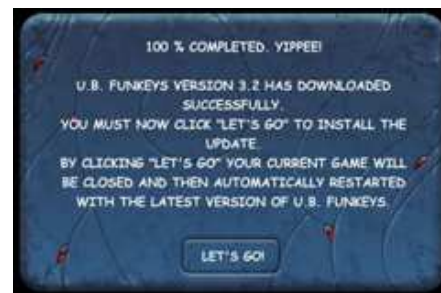 100 % COMPLETED. YIPPEE!
U.B. FUNKEYS VERSION 3.2 HAS DOWNLOADED
SUCCESSFULLY.
YOU MUST NOW CLICK "LET'S GO" TO INSTALL THE
UPDATE.
BY CLICKING "LET'S GO" YOUR CURRENT GAME WILL
BE CLOSED AND THEN AUTOMATICALLY RESTARTED
WITH THE LATEST VERSION OF U.B. FUNKEYS.
LET'S GO!